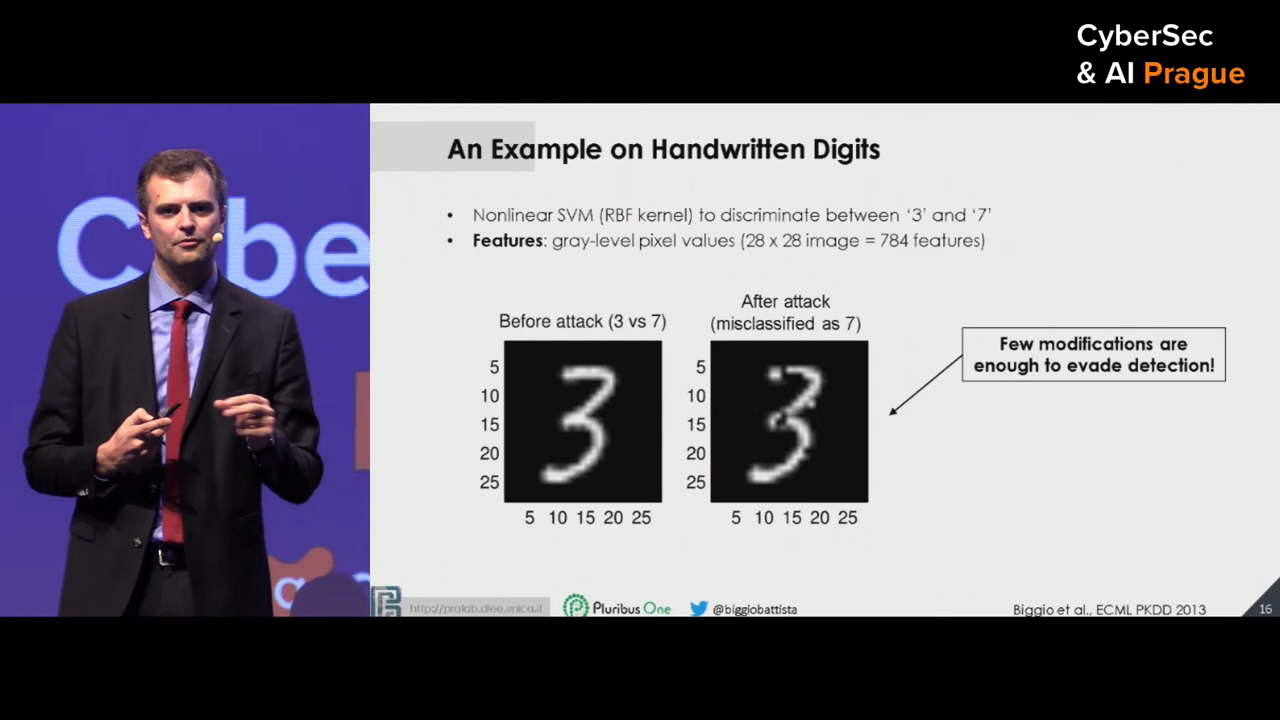 CyberSec
& AI Prague
Cybe
An Example on Handwritten Digits
• Nonlinear SVM (RBF kernel) to discriminate between ‘3’ and ‘7’
• Features: gray-level pixel values (28 x 28 image = 784 features)
Before attack (3 vs 7)
After attack
(misclassified as 7)
Few modifications are
enough to evade detection!
5
10
15
20
25
5 10 15 20 25
5
10
15
20
25
5 10 15 20 25
http://pralab.diee.unica.it
Pluribus One
@biggiobattista
Biggio et al., ECML PKDD 2013
16